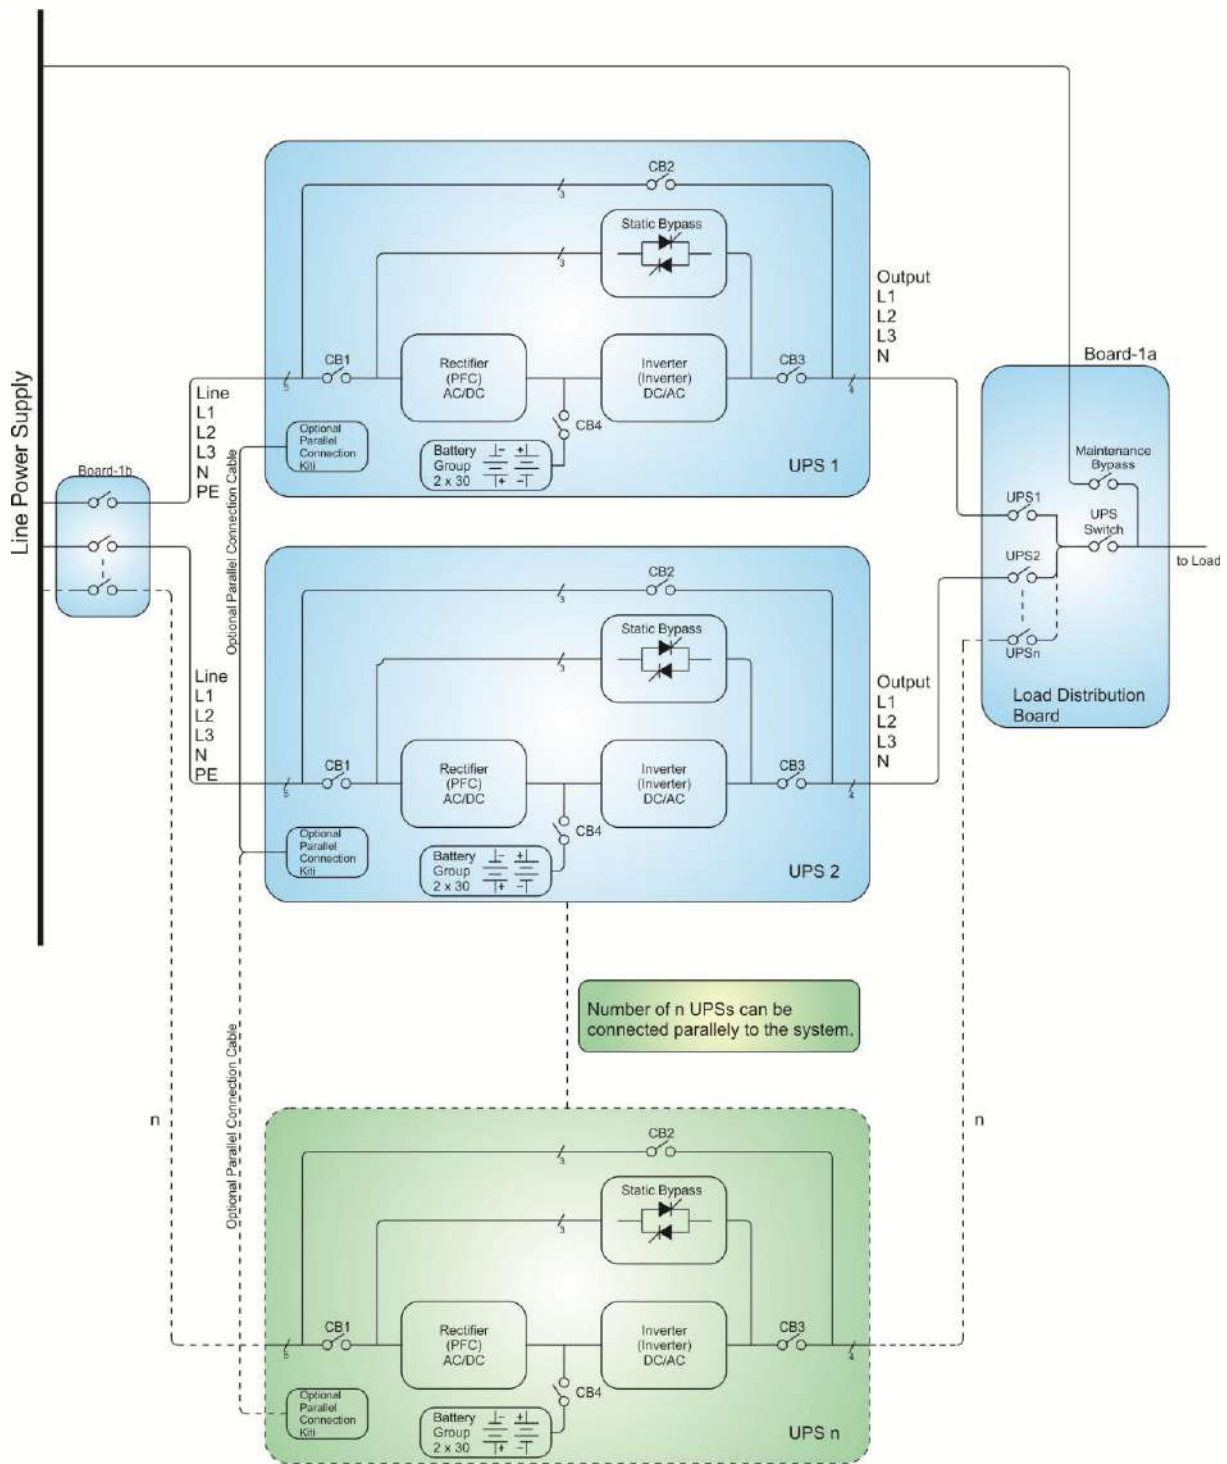 Line Power Supply
Board-1b
Line
L1
L2
L3
N
PE
Optional Parallel Connection Cable
CB2
3
Static Bypass
3
CB1
5
Rectifier
(PFC)
AC/DC
Inverter
(Inverter)
DC/AC
CB3
4
CB4
Optional
Parallel
Connection
Kiti
Battery
Group
2 x 30
UPS 1
Output
L1
L2
L3
N
Board-1a
Maintenance
Bypass
UPS1
UPS
Switch
UPS2
to Load
UPSn
Load Distribution
Board
Line
L1
L2
L3
N
PE
CB2
3
Static Bypass
3
CB1
5
Rectifier
(PFC)
AC/DC
Inverter
(Inverter)
DC/AC
CB3
4
CB4
Optional
Parallel
Connection
Kiti
Battery
Group
2 x 30
UPS 2
Output
L1
L2
L3
N
Number of n UPSs can be
connected parallely to the system.
n
Optional Parallel Connection Cable
n
CB2
3
Static Bypass
3
CB1
5
Rectifier
(PFC)
AC/DC
Inverter
(Inverter)
DC/AC
CB3
4
CB4
Optional
Parallel
Connection
Kiti
Battery
Group
2 x 30
UPS n